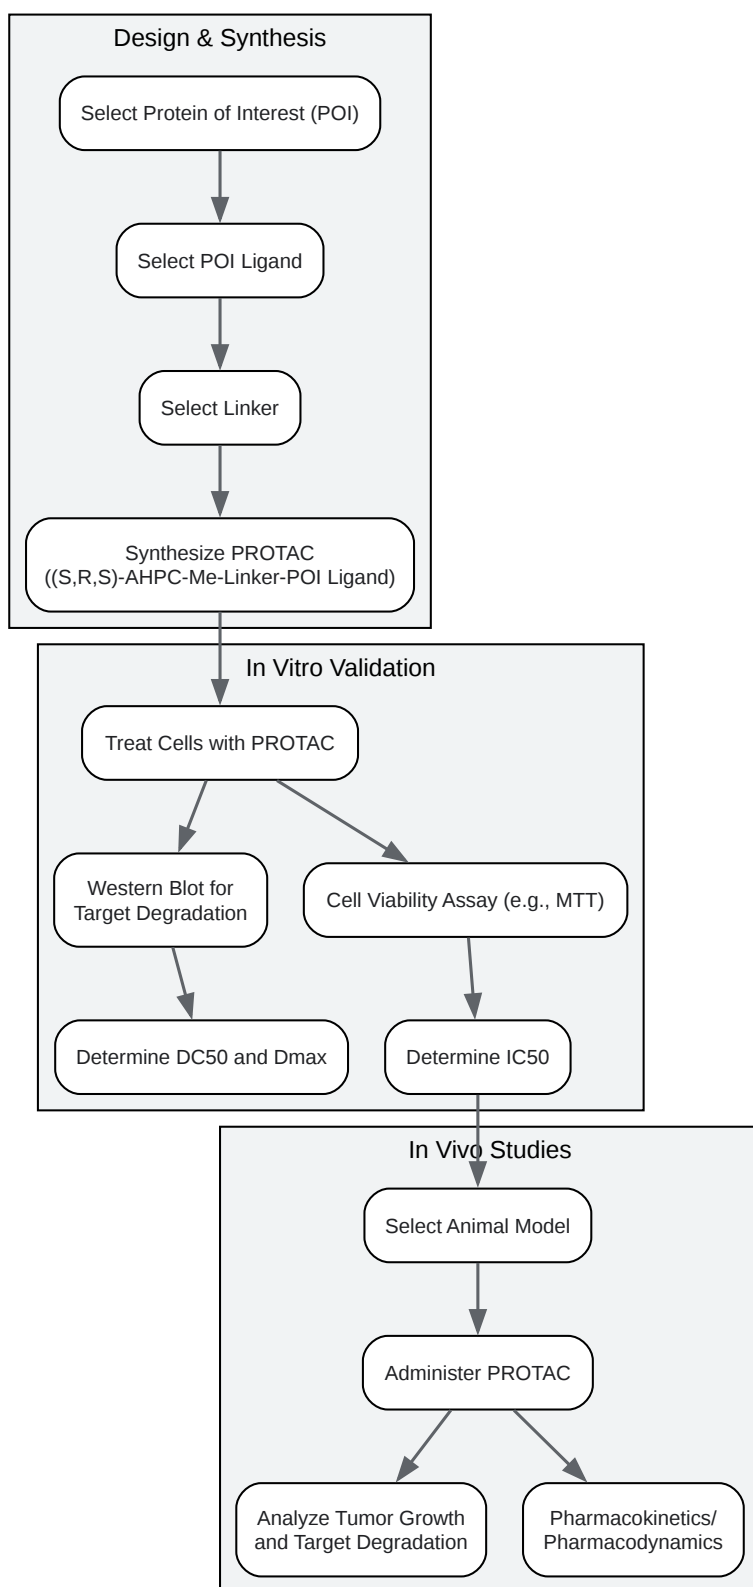 Design & Synthesis
Select Protein of Interest (POI)
Select POI Ligand
Select Linker
Synthesize PROTAC
((S,R,S)-AHPC-Me-Linker-POI Ligand)
In Vitro Validation
Treat Cells with PROTAC
Western Blot for
Target Degradation
Cell Viability Assay (e.g., MTT)
Determine DC50 and Dmax
Determine IC50
In Vivo Studies
Select Animal Model
Administer PROTAC
Analyze Tumor Growth
and Target Degradation
Pharmacokinetics/
Pharmacodynamics